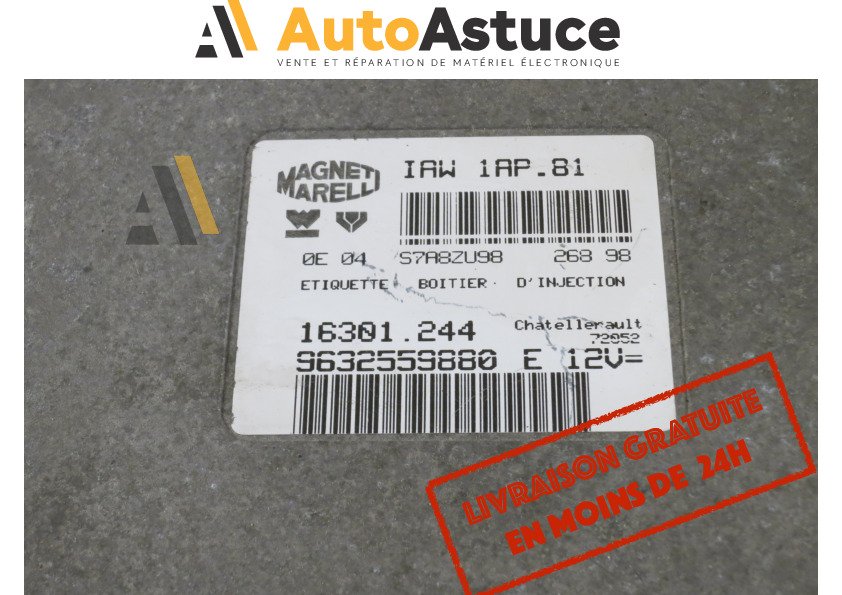 AutoAstuce
VENTE ET RÉPARATION DE MATÉRIEL ÉLECTRONIQUE
MAGNETI MARELLI
IAW 1AP.81
0E 04 S7A8ZU98 268 98
ETIQUETTE BOITIER D'INJECTION
16301.244 Châtellerault
72052
9632559880 E 12V=
LIVRAISON GRATUITE
EN MOINS DE 24H